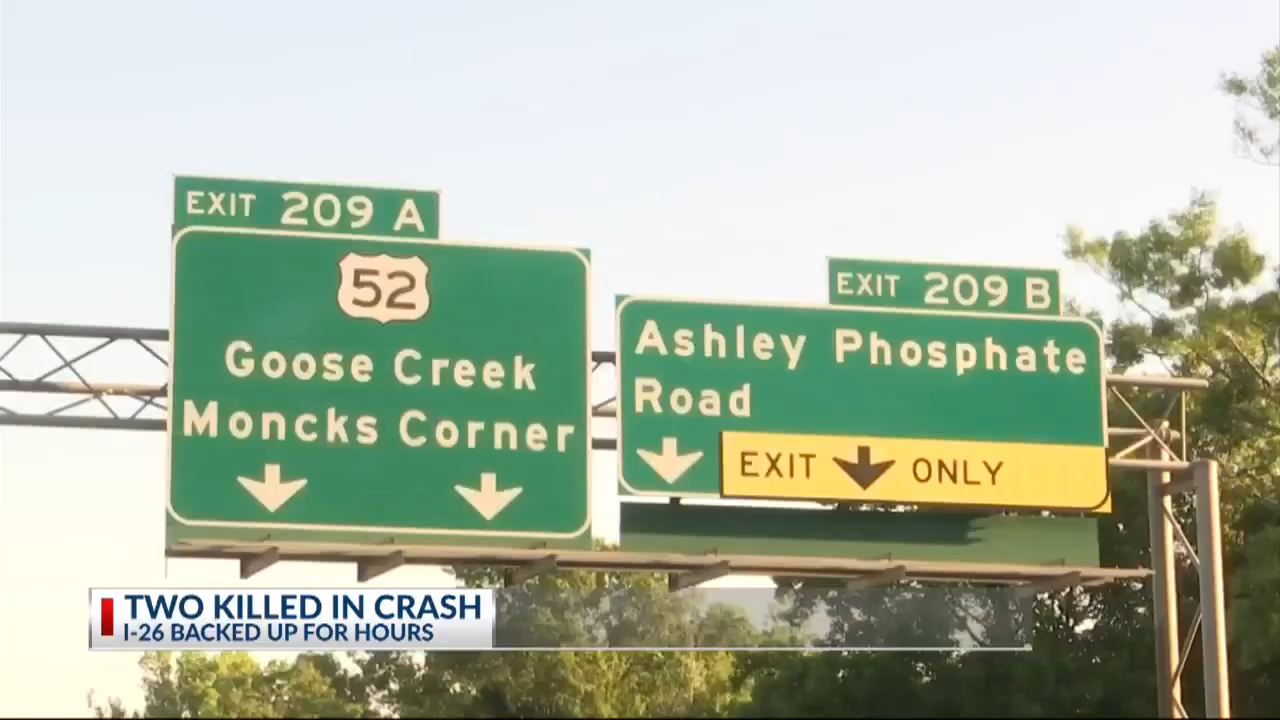 EXIT 209 A
52
Goose Creek
Moncks Corner
EXIT 209 B
Ashley Phosphate
Road
EXIT ONLY
TWO KILLED IN CRASH
I-26 BACKED UP FOR HOURS